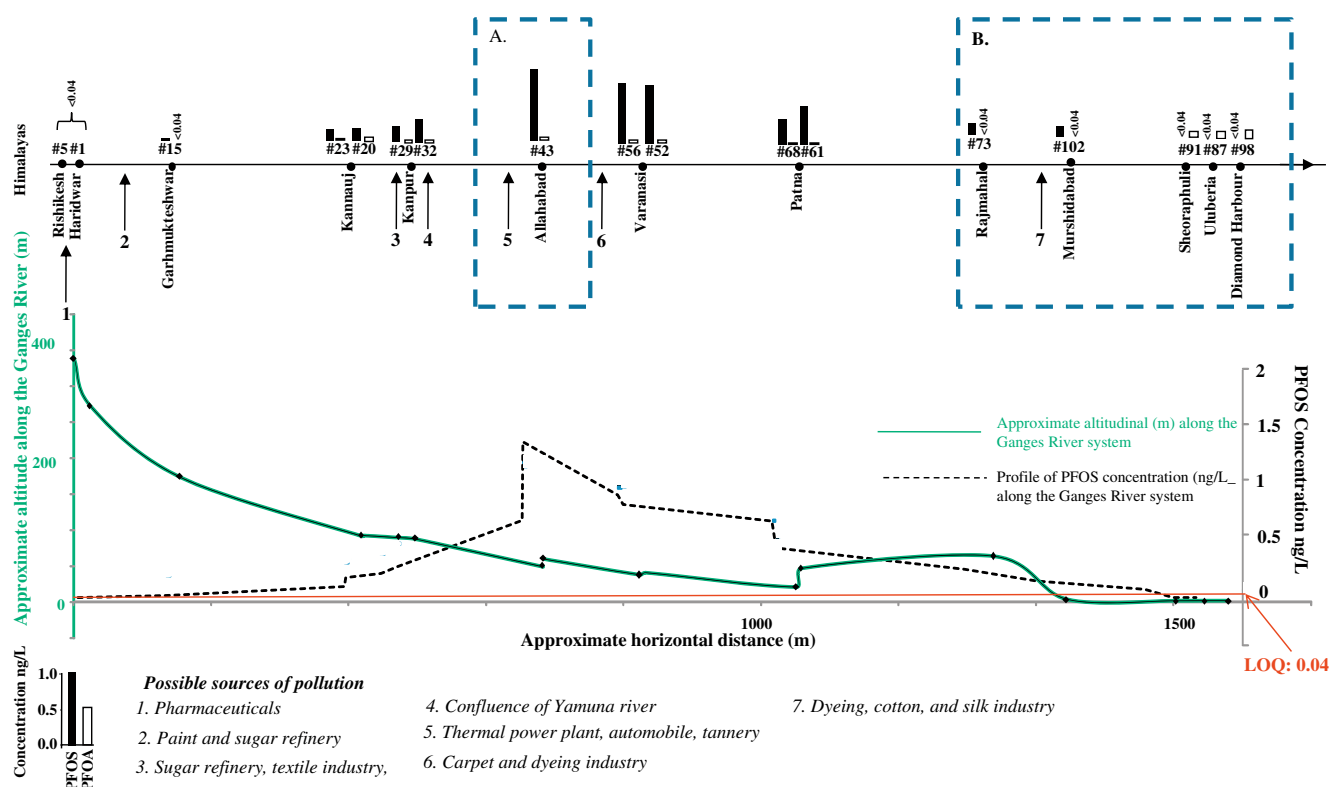 A.
B.
Himalayas
<0.04
<0.04
<0.04
<0.04
<0.04
<0.04
<0.04
#5 #1 #15 #23 #20 #29 #32 #43 #56 #52 #68 #61 #73 #102 #91 #87 #98
Rishikesh
Haridwar
Garhmukteshwar
Kannauj
Kanpur
Allahabad
Varanasi
Patna
Rajmahal
Murshidabad
Sheoraphuli
Uluberia
Diamond Harbour
1
2
3
4
5
6
7
Approximate altitude along the Ganges River (m)
400
200
0
PFOS Concentration ng/L
2
1.5
1
0.5
0
Approximate altitudinal (m) along the
Ganges River system
Profile of PFOS concentration (ng/L_
along the Ganges River system
1000
1500
Approximate horizontal distance (m)
LOQ: 0.04
Concentration ng/L
1.0
0.5
0.0
PFOS
PFOA
Possible sources of pollution
1. Pharmaceuticals
2. Paint and sugar refinery
3. Sugar refinery, textile industry,
4. Confluence of Yamuna river
5. Thermal power plant, automobile, tannery
6. Carpet and dyeing industry
7. Dyeing, cotton, and silk industry